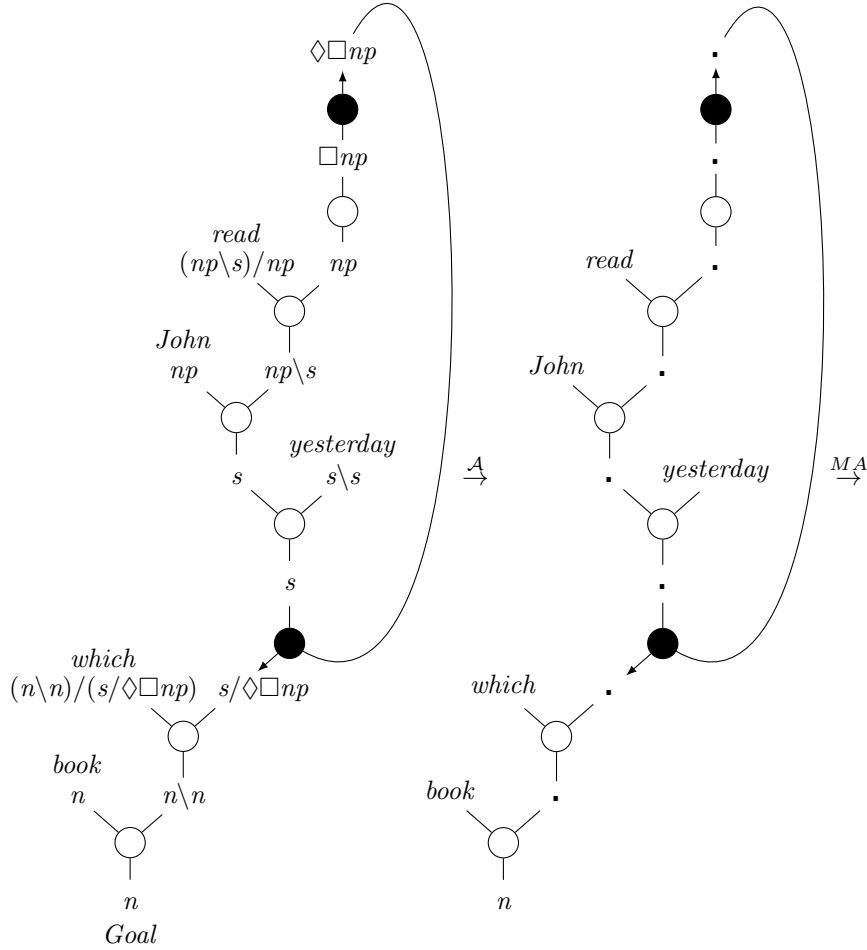 ◇□np
□np
read
(np\s)/np np
John
np np\s
yesterday
s s\s
s
which
(n\n)/(s/◇□np) s/◇□np
book
n n\n
n
Goal
A
→
.
.
read .
John .
. yesterday
.
which .
book .
n
MA
→